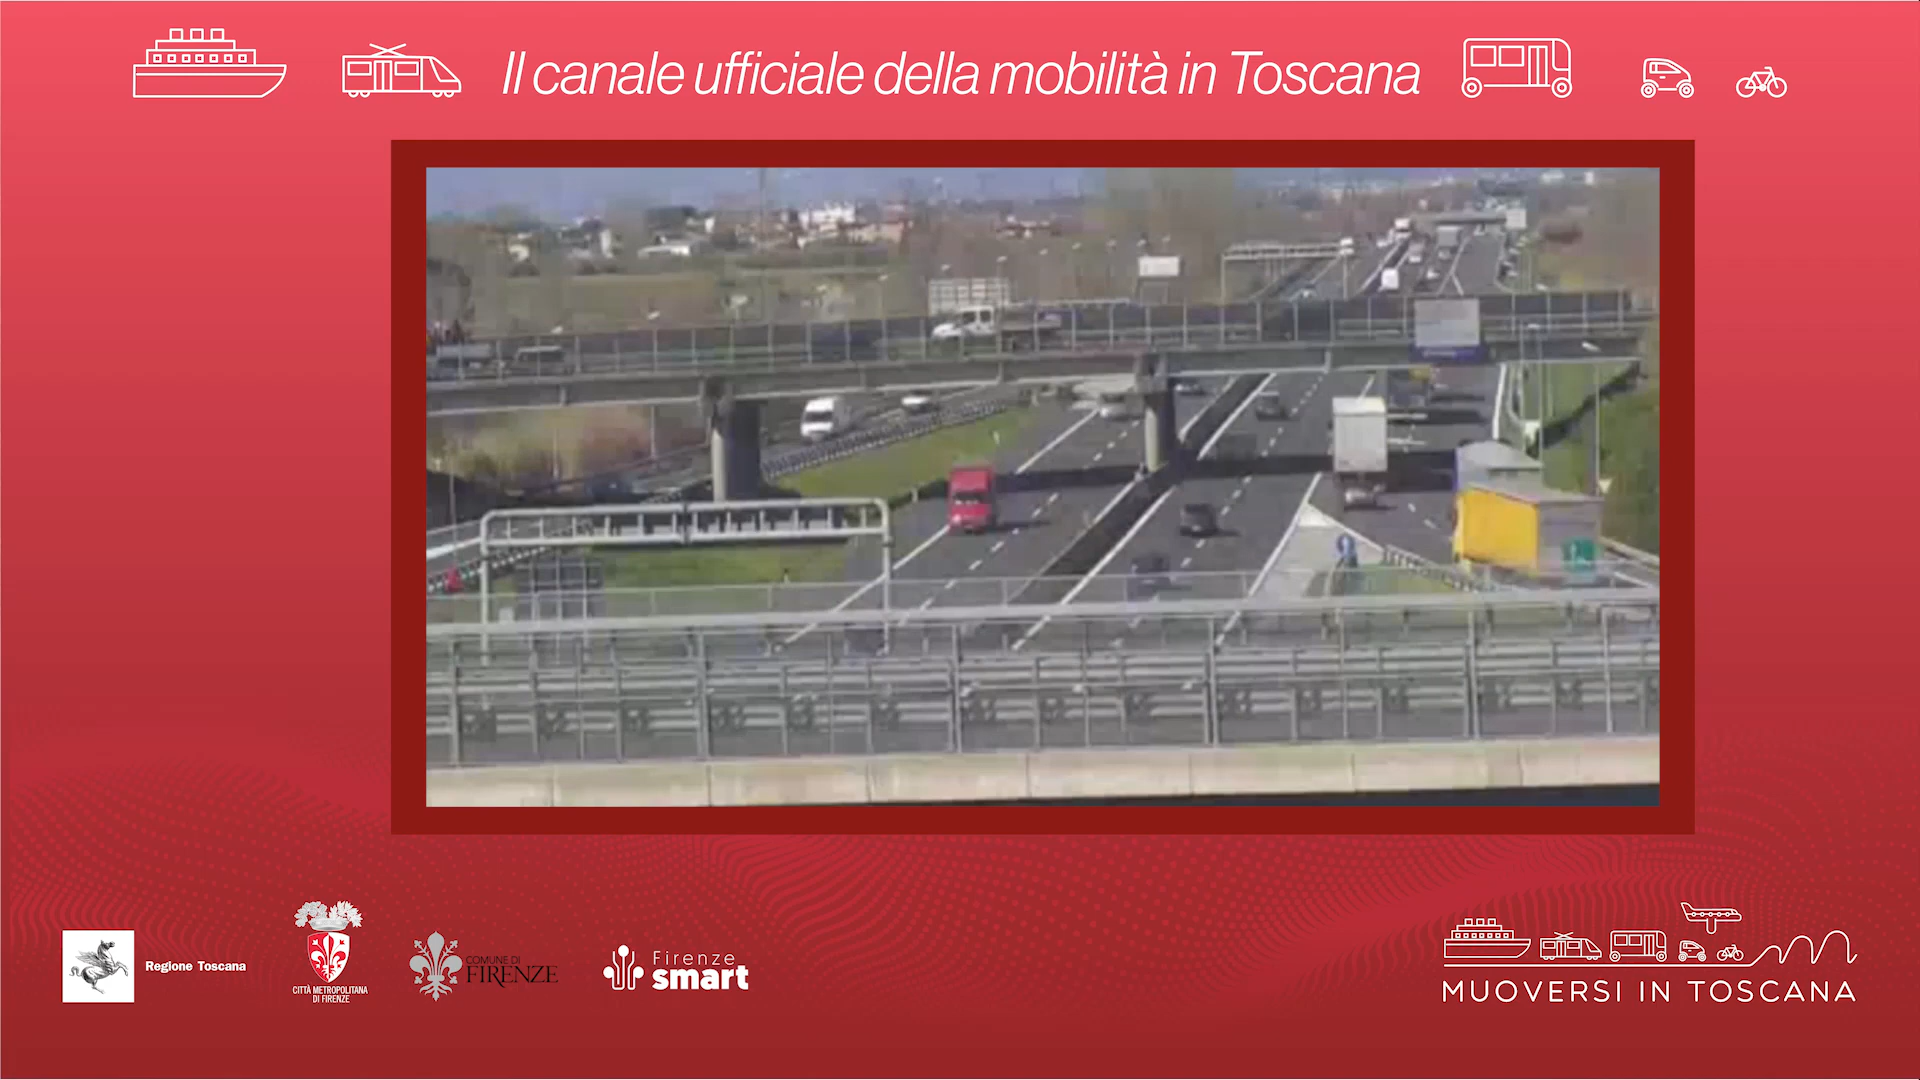 Il canale ufficiale della mobilità in Toscana
Regione Toscana
CITTÀ METROPOLITANA
DI FIRENZE
COMUNE DI
FIRENZE
Firenze
smart
MUOVERSI IN TOSCANA